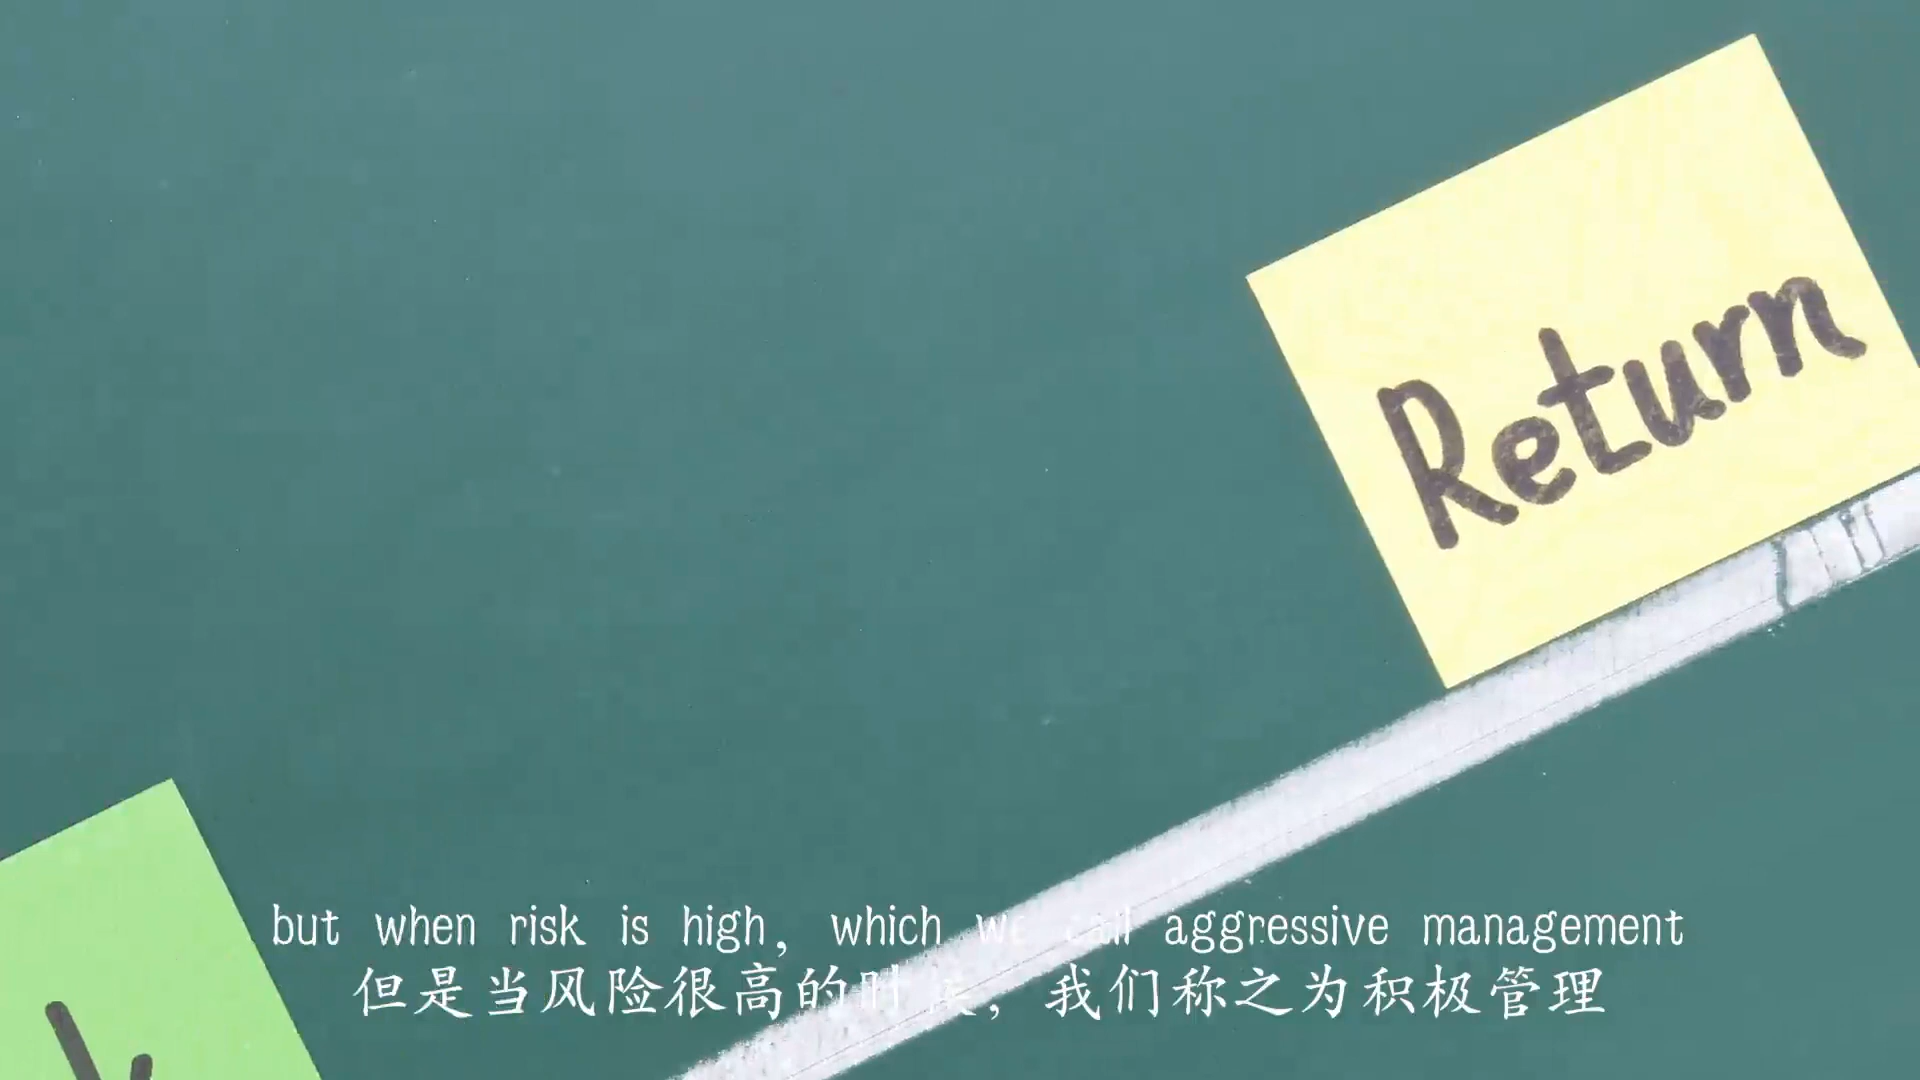 Return
but when risk is high, which we call aggressive management
但是当风险很高的时候，我们称之为积极管理
k